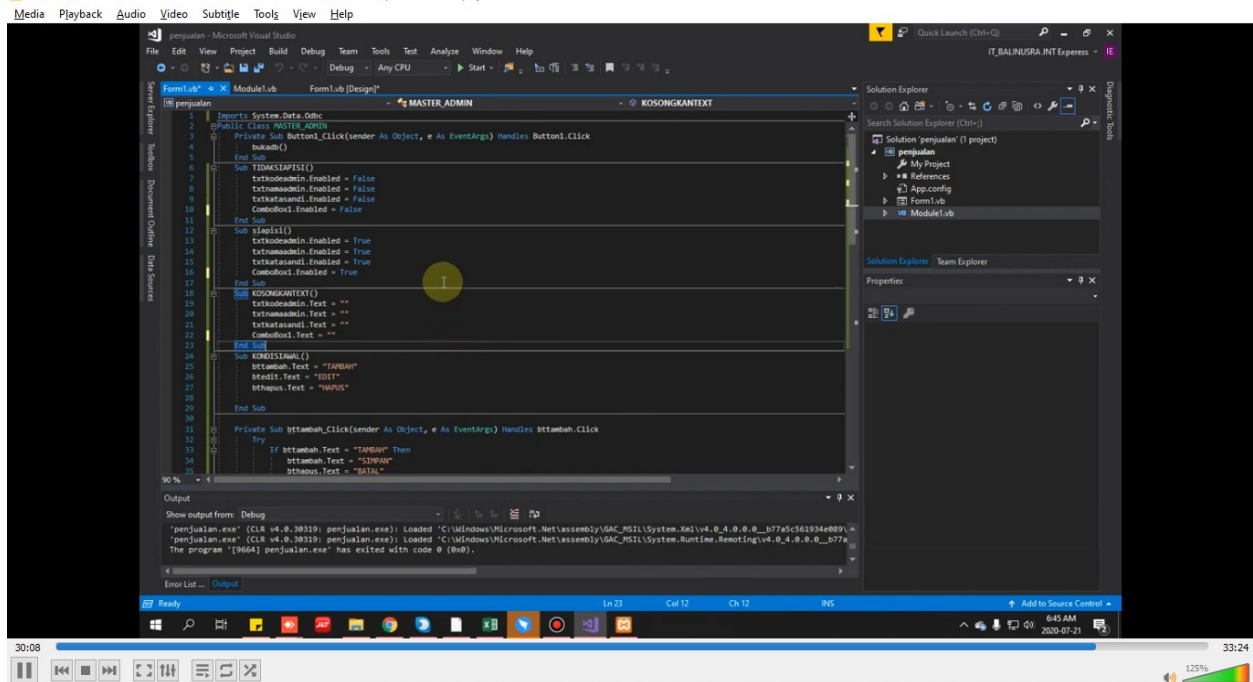 Media Playback Audio Video Subtitle Tools View Help
penjualan - Microsoft Visual Studio
Quick Launch (Ctrl+Q)
File Edit View Project Build Debug Team Tools Test Analyze Window Help
IT_BALINUSRA JNT Experess IE
Debug Any CPU Start
Form1.vb* Module1.vb Form1.vb [Design]*
penjualan MASTER_ADMIN KOSONGKANTEXT
1 Imports System.Data.Odbc
2 Public Class MASTER_ADMIN
3 Private Sub Button1_Click(sender As Object, e As EventArgs) Handles Button1.Click
4 bukadb()
5 End Sub
6 Sub TIDAKSIAPISI()
7 txtkodeadmin.Enabled = False
8 txtnamaadmin.Enabled = False
9 txtkatasandi.Enabled = False
10 ComboBox1.Enabled = False
11 End Sub
12 Sub siapisi()
13 txtkodeadmin.Enabled = True
14 txtnamaadmin.Enabled = True
15 txtkatasandi.Enabled = True
16 ComboBox1.Enabled = True
17 End Sub
18 Sub KOSONGKANTEXT()
19 txtkodeadmin.Text = ""
20 txtnamaadmin.Text = ""
21 txtkatasandi.Text = ""
22 ComboBox1.Text = ""
23 End Sub
24 Sub KONDISIAWAL()
25 bttambah.Text = "TAMBAH"
26 btedit.Text = "EDIT"
27 bthapus.Text = "HAPUS"
28
29 End Sub
30
31 Private Sub bttambah_Click(sender As Object, e As EventArgs) Handles bttambah.Click
32 Try
33 If bttambah.Text = "TAMBAH" Then
34 bttambah.Text = "SIMPAN"
35 bthapus.Text = "BATAL"
90 %
Server Explorer
Toolbox
Document Outline
Data Sources
Solution Explorer
Search Solution Explorer (Ctrl+;)
Solution 'penjualan' (1 project)
penjualan
My Project
References
App.config
Form1.vb
Module1.vb
Solution Explorer Team Explorer
Properties
Diagnostic Tools
Output
Show output from: Debug
'penjualan.exe' (CLR v4.0.30319: penjualan.exe): Loaded 'C:\Windows\Microsoft.Net\assembly\GAC_MSIL\System.Xml\v4.0_4.0.0.0__b77a5c561934e089\
'penjualan.exe' (CLR v4.0.30319: penjualan.exe): Loaded 'C:\Windows\Microsoft.Net\assembly\GAC_MSIL\System.Runtime.Remoting\v4.0_4.0.0.0__b77a
The program '[9664] penjualan.exe' has exited with code 0 (0x0).
Error List ... Output
Ready Ln 23 Col 12 Ch 12 INS Add to Source Control
6:45 AM
2020-07-21
30:08 33:24
125%